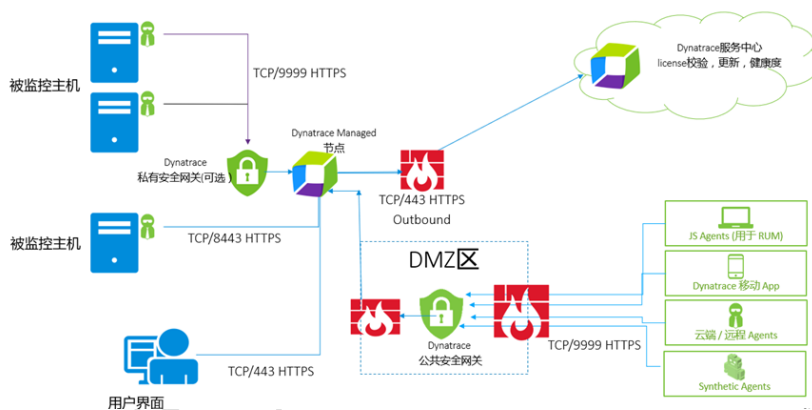 被监控主机
TCP/9999 HTTPS
Dynatrace
私有安全网关(可选)
Dynatrace Managed
节点
Dynatrace服务中心
license校验，更新，健康度
TCP/443 HTTPS
Outbound
被监控主机
TCP/8443 HTTPS
DMZ区
Dynatrace
公共安全网关
TCP/9999 HTTPS
JS Agents (用于 RUM)
Dynatrace 移动 App
云端 / 远程 Agents
Synthetic Agents
TCP/443 HTTPS
用户界面